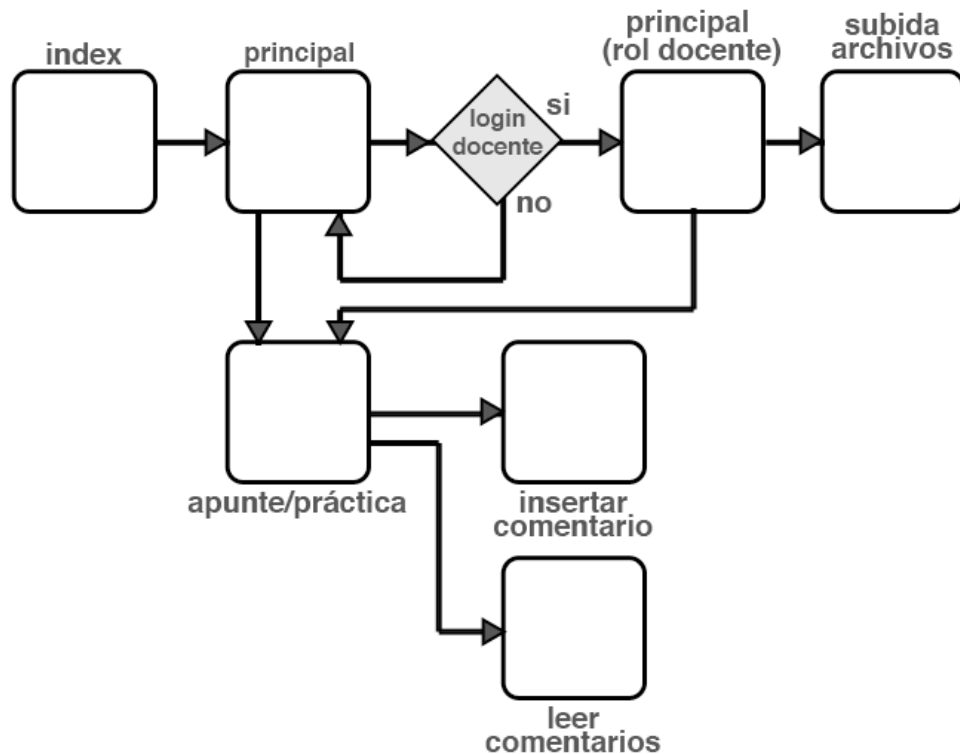 index
principal
login
docente
si
no
principal
(rol docente)
subida
archivos
apunte/práctica
insertar
comentario
leer
comentarios